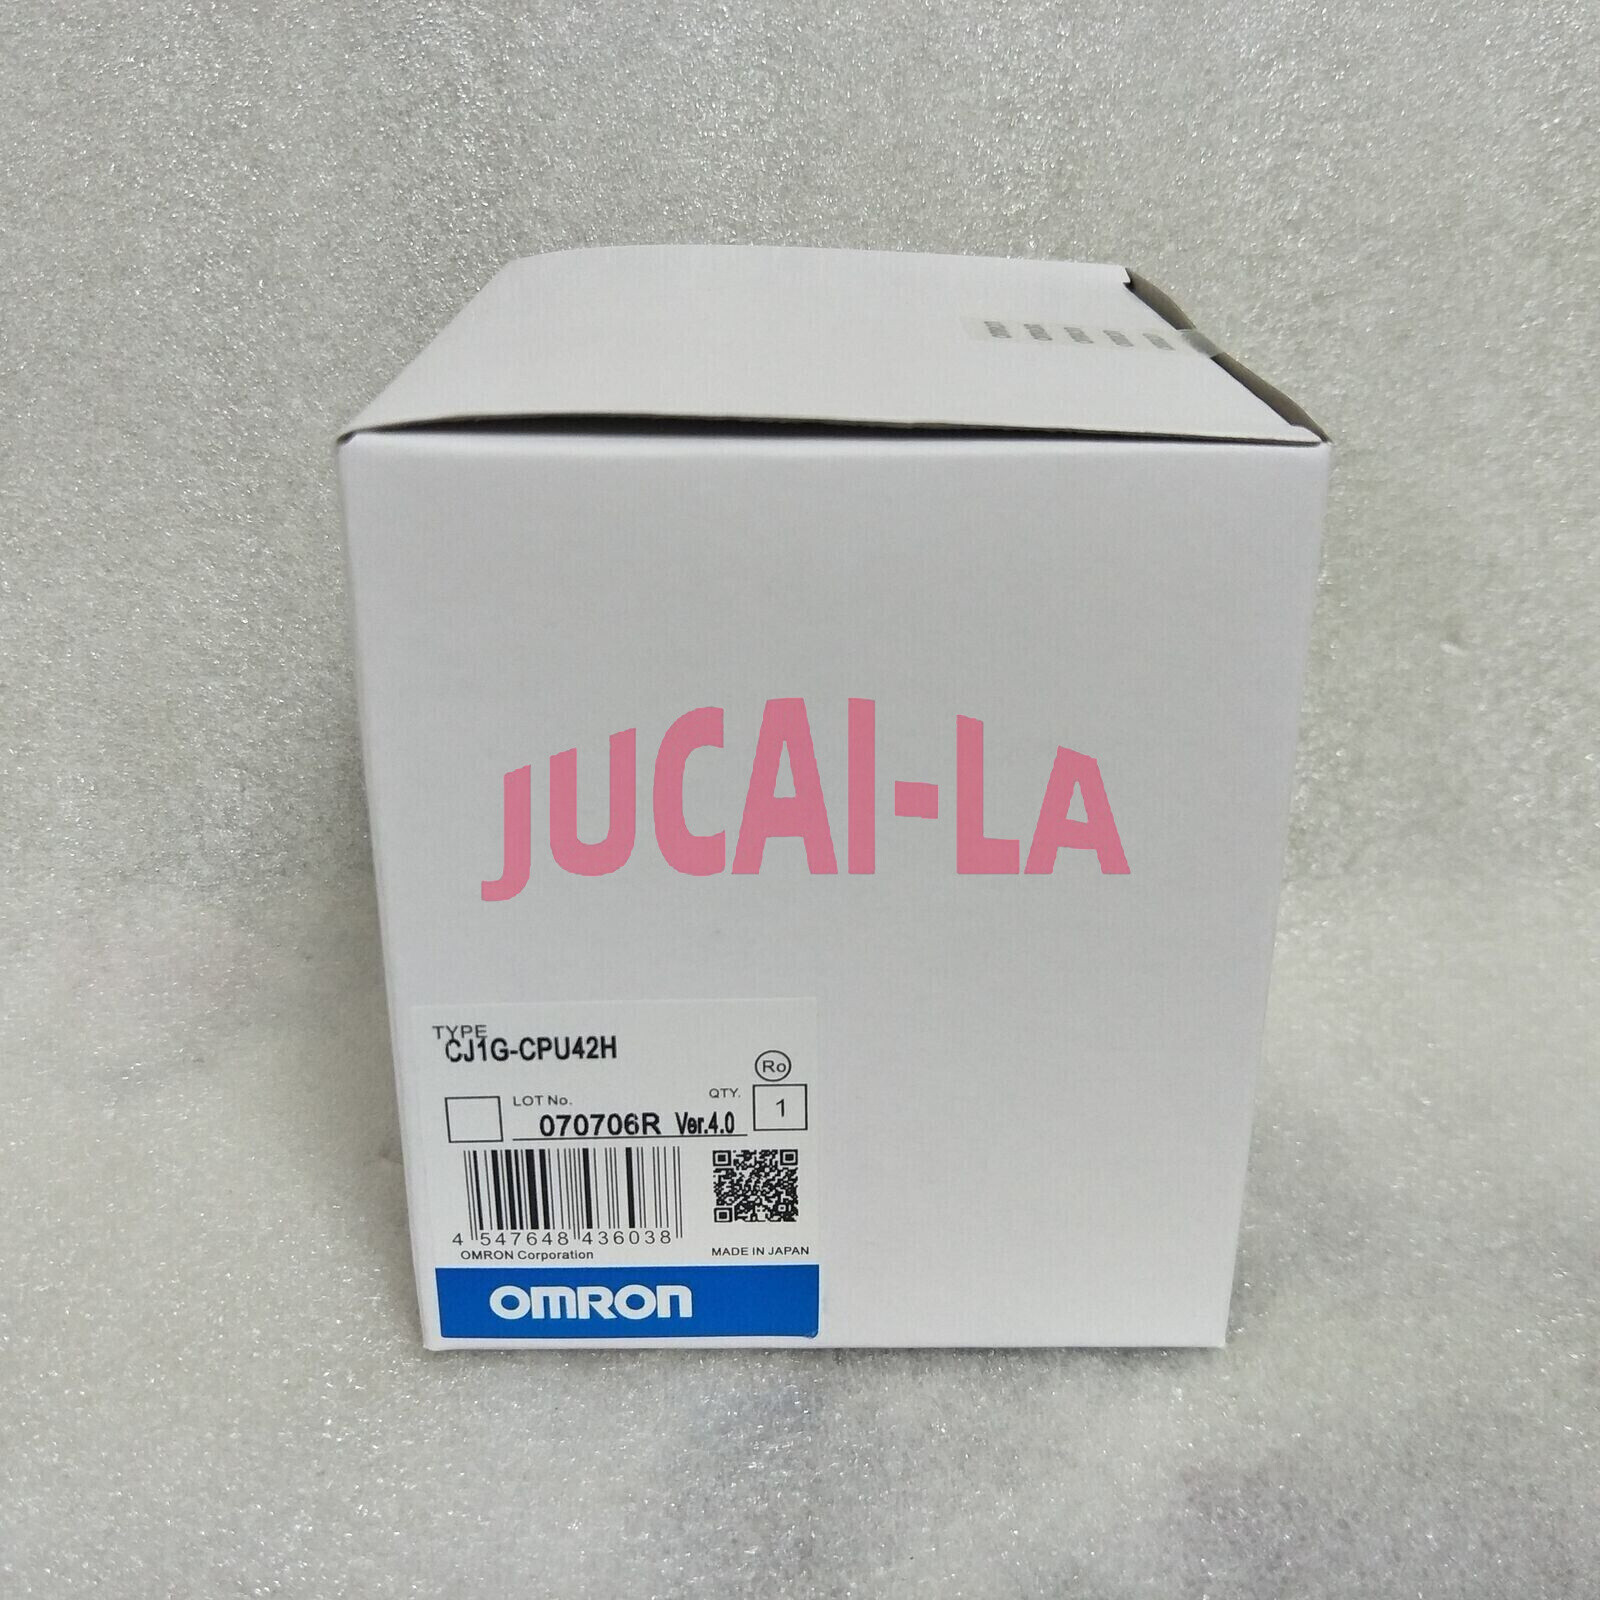 JUCAI-LA
TYPE
CJ1G-CPU42H
Ro
LOT No.
QTY.
070706R Ver.4.0
1
4 547648 436038
OMRON Corporation
MADE IN JAPAN
OMRON